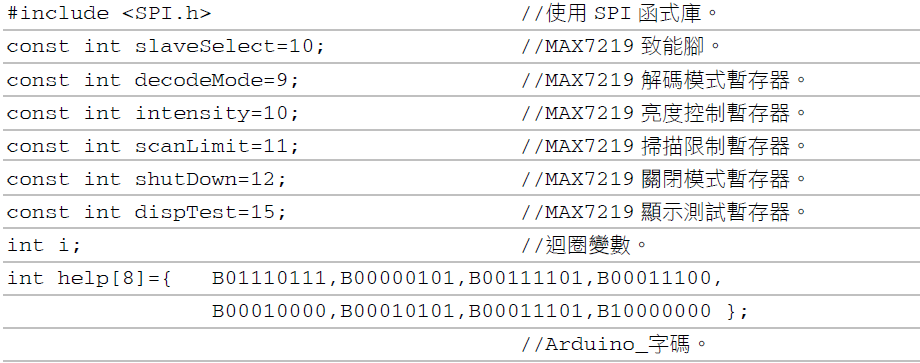 #include <SPI.h> //使用 SPI 函式庫。
const int slaveSelect=10; //MAX7219 致能腳。
const int decodeMode=9; //MAX7219 解碼模式暫存器。
const int intensity=10; //MAX7219 亮度控制暫存器。
const int scanLimit=11; //MAX7219 掃描限制暫存器。
const int shutDown=12; //MAX7219 關閉模式暫存器。
const int dispTest=15; //MAX7219 顯示測試暫存器。
int i; //迴圈變數。
int help[8]={ B01110111,B00000101,B00111101,B00011100,
B00010000,B00010101,B00011101,B10000000 };
//Arduino_字碼。